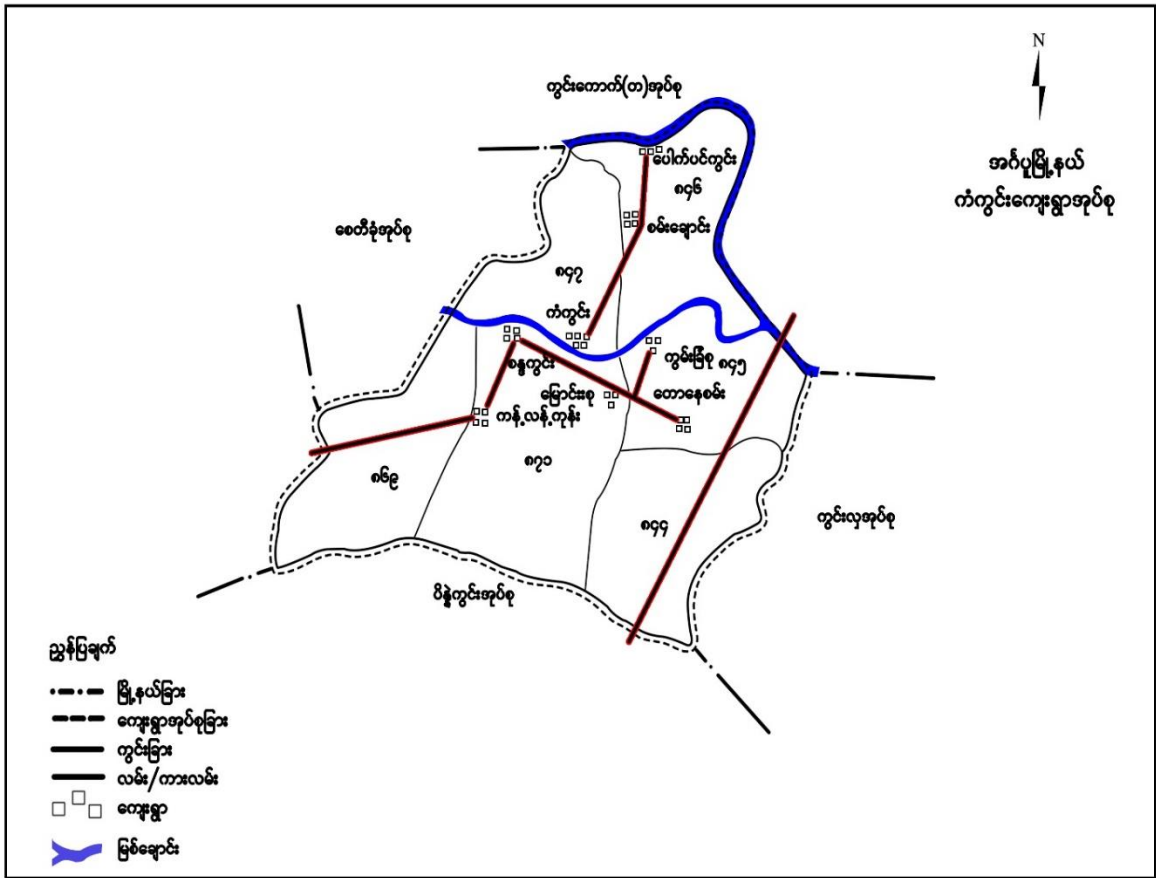 N
ကွင်းကောက်(တ)အုပ်စု
အင်္ဂပူမြို့နယ်
ကံကွင်းကျေးရွာအုပ်စု
ပေါက်ပင်ကွင်း
၈၄၆
စမ်းချောင်း
စေတီခုံအုပ်စု
၈၄၇
ကံကွင်း
စန္ဒကွင်း
ကွမ်းခြံစု ၈၄၅
မြောင်းစု
တောနေစမ်း
ကန့်လန့်ကုန်း
၈၇၁
၈၆၉
၈၄၄
ကွင်းလှအုပ်စု
ပိန္နဲကွင်းအုပ်စု
ညွှန်ပြချက်
မြို့နယ်ခြား
ကျေးရွာအုပ်စုခြား
ကွင်းခြား
လမ်း/ကားလမ်း
ကျေးရွာ
မြစ်ချောင်း